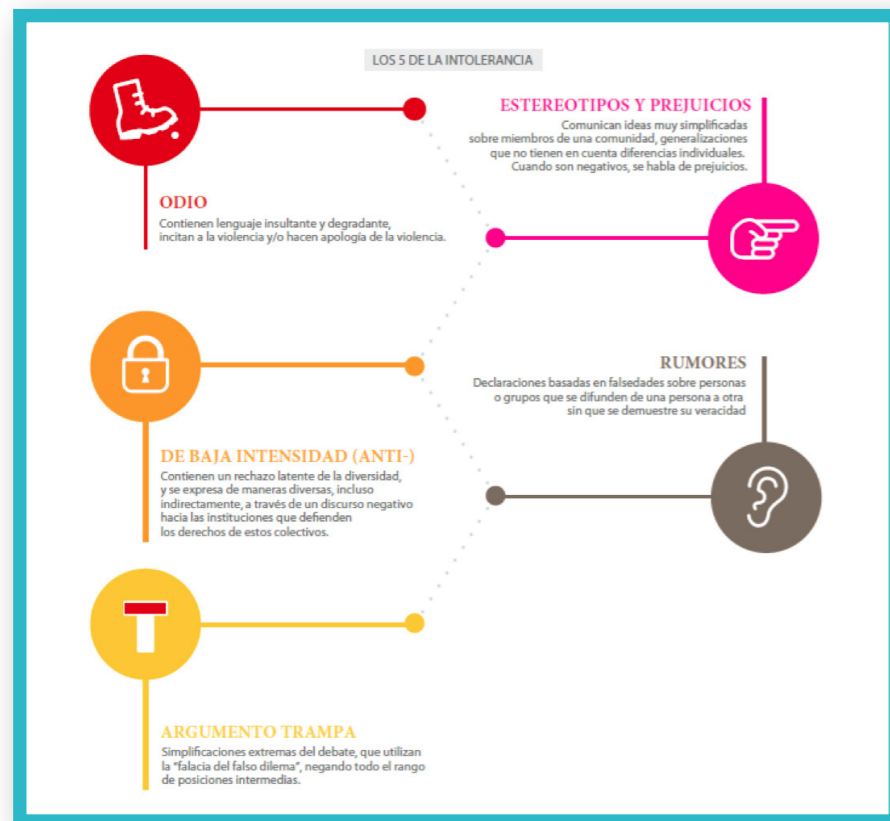 LOS 5 DE LA INTOLERANCIA
ODIO
Contienen lenguaje insultante y degradante,
incitan a la violencia y/o hacen apología de la violencia.
ESTEREOTIPOS Y PREJUICIOS
Comunican ideas muy simplificadas
sobre miembros de una comunidad, generalizaciones
que no tienen en cuenta diferencias individuales.
Cuando son negativos, se habla de prejuicios.
DE BAJA INTENSIDAD (ANTI-)
Contienen un rechazo latente de la diversidad,
y se expresa de maneras diversas, incluso
indirectamente, a través de un discurso negativo
hacia las instituciones que defienden
los derechos de estos colectivos.
RUMORES
Declaraciones basadas en falsedades sobre personas
o grupos que se difunden de una persona a otra
sin que se demuestre su veracidad
ARGUMENTO TRAMPA
Simplificaciones extremas del debate, que utilizan
la "falacia del falso dilema", negando todo el rango
de posiciones intermedias.